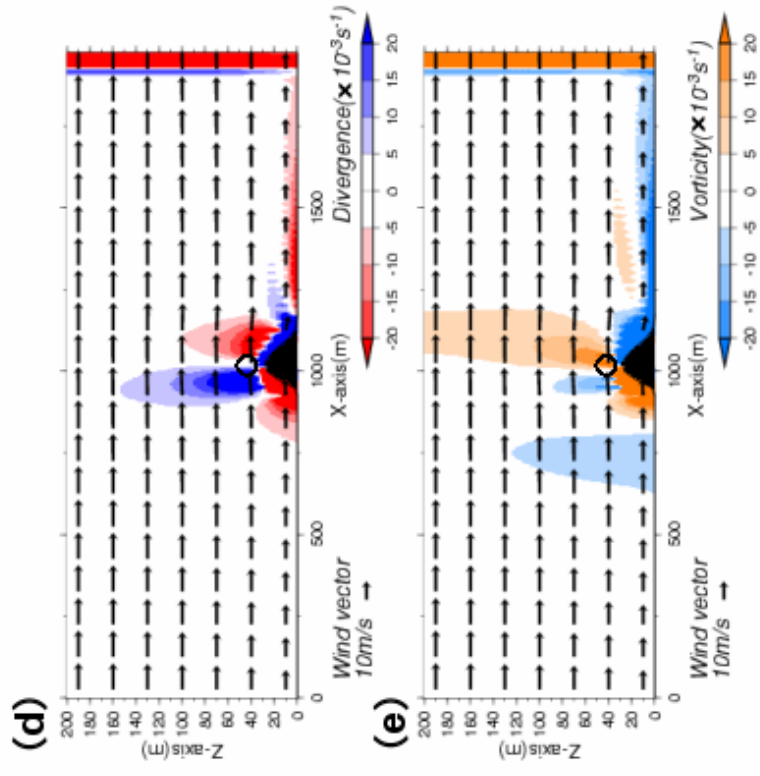 (d)
200
180
160
140
120
100
80
60
40
20
0
Z-axis(m)
0
500
1000
1500
X-axis(m)
Wind vector
10m/s
Divergence(×10⁻³s⁻¹)
-20 -15 -10 -5 0 5 10 15 20
(e)
200
180
160
140
120
100
80
60
40
20
0
Z-axis(m)
0
500
1000
1500
X-axis(m)
Wind vector
10m/s
Vorticity(×10⁻³s⁻¹)
-20 -15 -10 -5 0 5 10 15 20